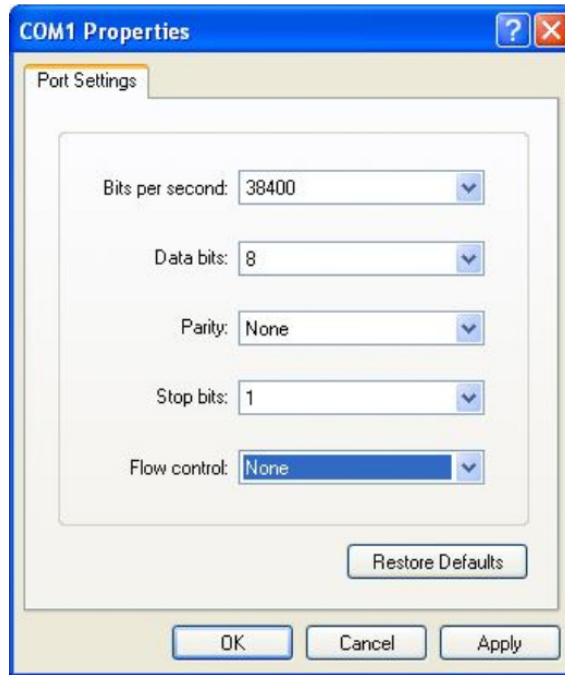 COM1 Properties
Port Settings
Bits per second: 38400
Data bits: 8
Parity: None
Stop bits: 1
Flow control: None
Restore Defaults
OK Cancel Apply